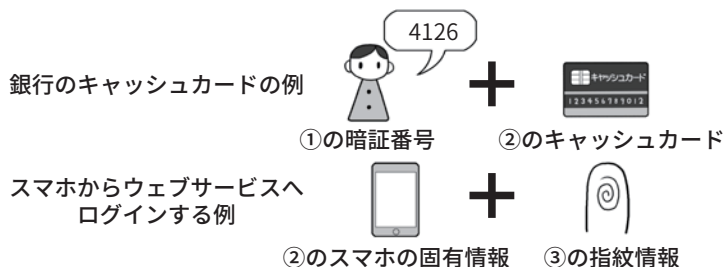 4126
銀行のキャッシュカードの例
キャッシュカード
123456789012
①の暗証番号
②のキャッシュカード
スマホからウェブサービスへ
ログインする例
②のスマホの固有情報
③の指紋情報